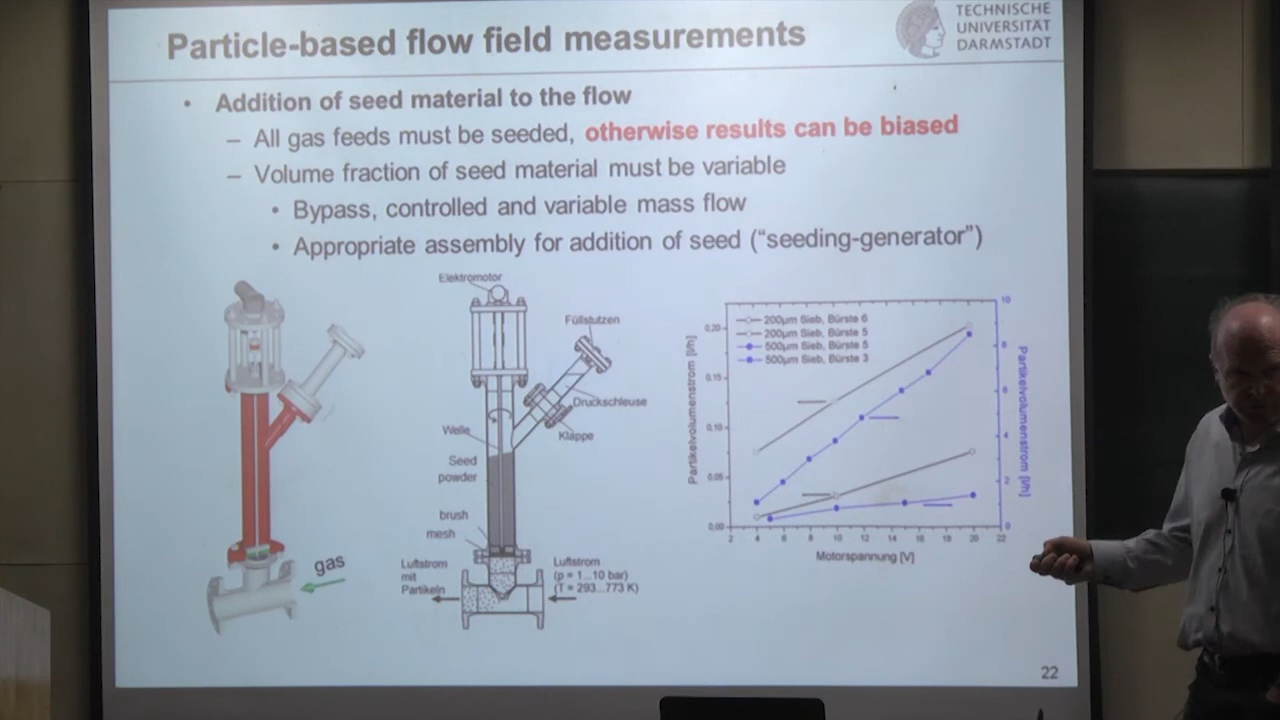 Particle-based flow field measurements
TECHNISCHE
UNIVERSITÄT
DARMSTADT
• Addition of seed material to the flow
– All gas feeds must be seeded, otherwise results can be biased
– Volume fraction of seed material must be variable
• Bypass, controlled and variable mass flow
• Appropriate assembly for addition of seed (“seeding-generator”)
gas
Elektromotor
Füllstutzen
Druckschleuse
Klappe
Welle
Seed
powder
brush
mesh
Luftstrom
mit
Partikeln
Luftstrom
(p = 1...10 bar)
(T = 293...773 K)
200µm Sieb, Bürste 6
200µm Sieb, Bürste 5
500µm Sieb, Bürste 5
500µm Sieb, Bürste 3
Partikelvolumenstrom [l/h]
0,20
0,15
0,10
0,05
0,00
2 4 6 8 10 12 14 16 18 20 22
Motorspannung [V]
10
8
6
4
2
0
Partikelvolumenstrom [l/h]
22